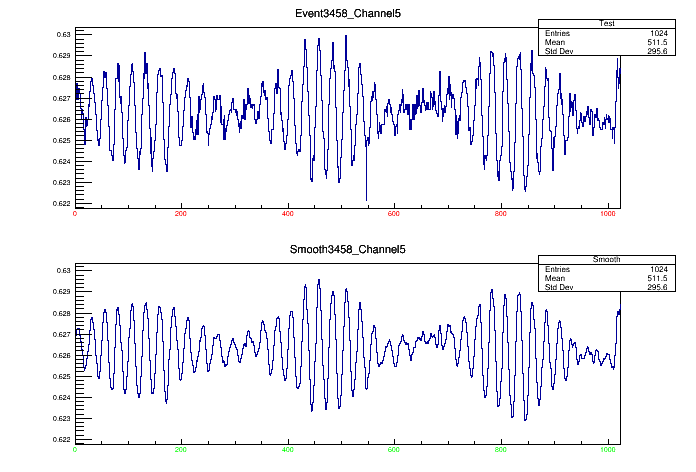 Event3458_Channel5
Test
Entries 1024
Mean 511.5
Std Dev 295.6
0.63
0.629
0.628
0.627
0.626
0.625
0.624
0.623
0.622
0 200 400 600 800 1000
Smooth3458_Channel5
Smooth
Entries 1024
Mean 511.5
Std Dev 295.6
0.63
0.629
0.628
0.627
0.626
0.625
0.624
0.623
0.622
0 200 400 600 800 1000